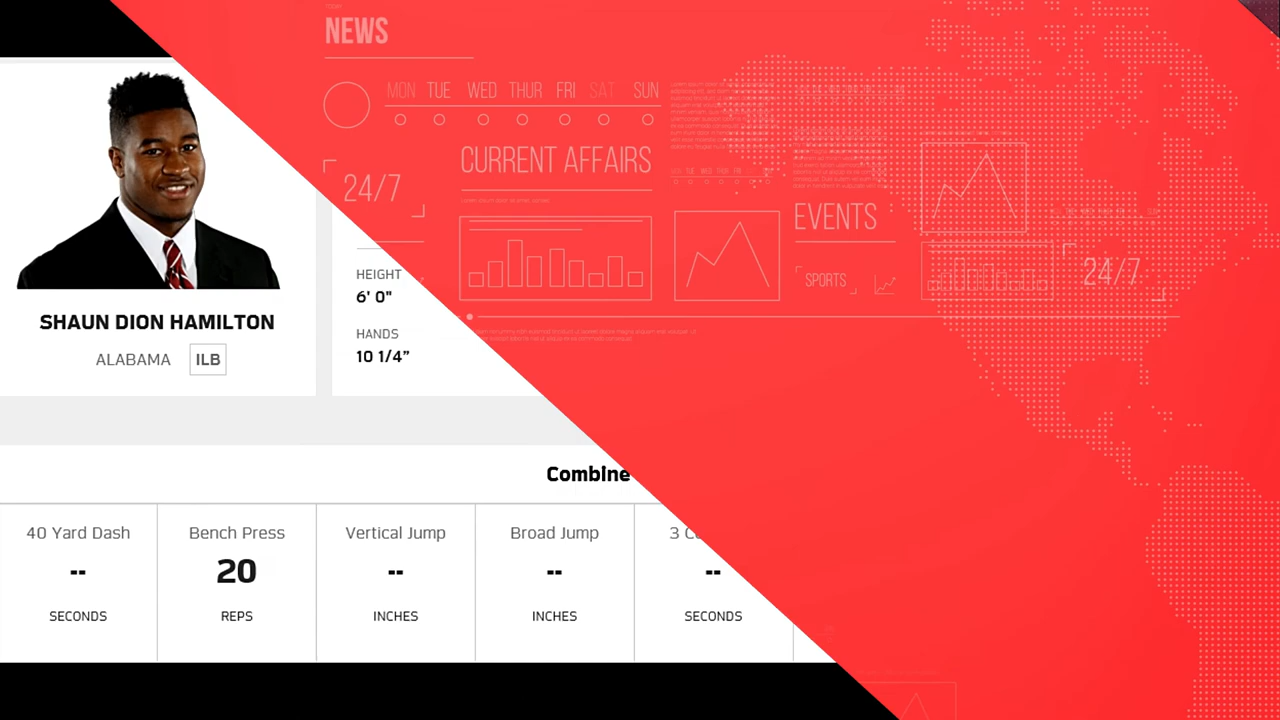 NEWS
MON TUE WED THUR FRI SAT SUN
CURRENT AFFAIRS
24/7
EVENTS
SPORTS
24/7
SHAUN DION HAMILTON
ALABAMA ILB
HEIGHT
6' 0"
HANDS
10 1/4”
Combine
40 Yard Dash Bench Press Vertical Jump Broad Jump 3
-- 20 -- -- --
SECONDS REPS INCHES INCHES SECONDS